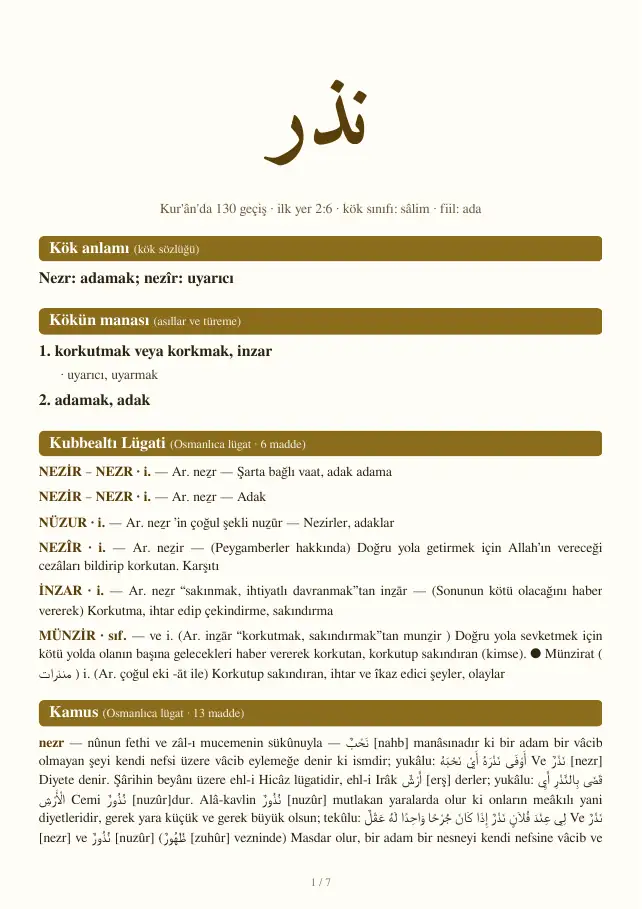 نذر
Kur'ân'da 130 geçiş · ilk yer 2:6 · kök sınıfı: sâlim · fiil: ada
Kök anlamı (kök sözlüğü)
Nezr: adamak; nezîr: uyarıcı
Kökün manası (asıllar ve türeme)
1. korkutmak veya korkmak, inzar
· uyarıcı, uyarmak
2. adamak, adak
Kubbealtı Lügati (Osmanlıca lügat · 6 madde)
NEZİR – NEZR · i. — Ar. neẕr — Şarta bağlı vaat, adak adama
NEZİR – NEZR · i. — Ar. neẕr — Adak
NÜZUR · i. — Ar. neẕr 'in çoğul şekli nuẕūr — Nezirler, adaklar
NEZÎR · i. — Ar. neẕir — (Peygamberler hakkında) Doğru yola getirmek için Allah'ın vereceği
cezâları bildirip korkutan. Karşıtı
İNZAR · i. — Ar. neẕr “sakınmak, ihtiyatlı davranmak”tan inẕār — (Sonunun kötü olacağını haber
vererek) Korkutma, ihtar edip çekindirme, sakındırma
MÜNZİR · sıf. — ve i. (Ar. inẕār “korkutmak, sakındırmak”tan munẕir ) Doğru yola sevketmek için
kötü yolda olanın başına gelecekleri haber vererek korkutan, korkutup sakındıran (kimse). ● Münzirat (
منذرات ) i. (Ar. çoğul eki -āt ile) Korkutup sakındıran, ihtar ve îkaz edici şeyler, olaylar
Kamus (Osmanlıca lügat · 13 madde)
nezr — nûnun fethi ve zâl-ı mucemenin sükûnuyla — نَحْبٌ [nahb] manâsınadır ki bir adam bir vâcib
olmayan şeyi kendi nefsi üzere vâcib eylemeğe denir ki ismdir; yukâlu: أَوْفَى نَذْرَهُ أَيْ نَحْبَهُ Ve نَذْرٌ [nezr]
Diyete denir. Şârihin beyânı üzere ehl-i Hicâz lügatidir, ehl-i Irâk أَرْشٌ [erş] derler; yukâlu: قَضَى بِالنَّذْرِ أَيِ
الْأَرْشِ Cemi نُذُورٌ [nuzûr]dur. Alâ-kavlin نُذُورٌ [nuzûr] mutlakan yaralarda olur ki onların meâkılı yani
diyetleridir, gerek yara küçük ve gerek büyük olsun; tekûlu: لِي عِنْدَ فُلَانٍ نَذْرٌ إِذَا كَانَ جُرْحًا وَاحِدًا لَهُ عَقْلٌ Ve نَذْرٌ
[nezr] ve نُذُورٌ [nuzûr] (ظُهُورٌ [zuhûr] vezninde) Masdar olur, bir adam bir nesneyi kendi nefsine vâcib ve
1 / 7